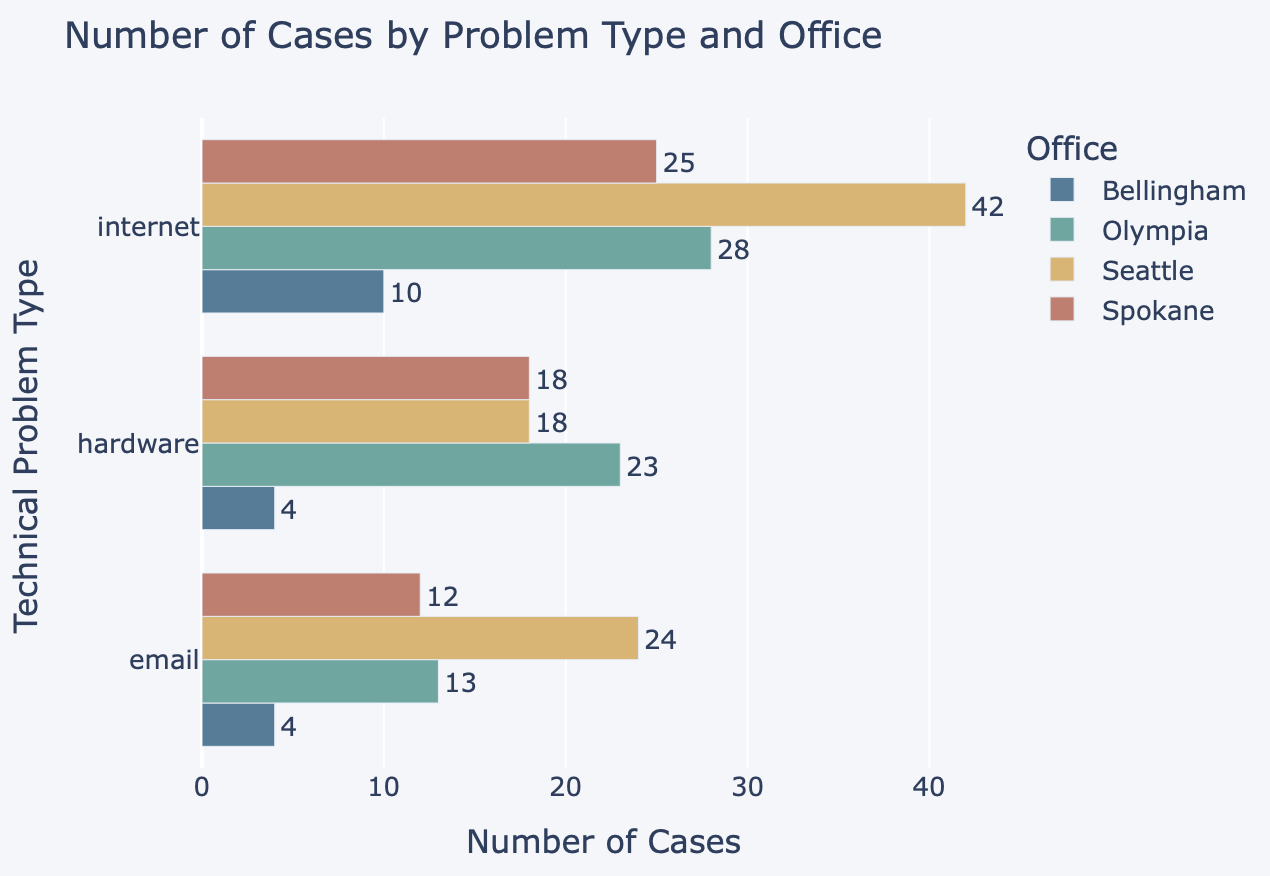 Number of Cases by Problem Type and Office
Office
Bellingham
Olympia
Seattle
Spokane
Technical Problem Type
internet
25
42
28
10
hardware
18
18
23
4
email
12
24
13
4
0 10 20 30 40
Number of Cases